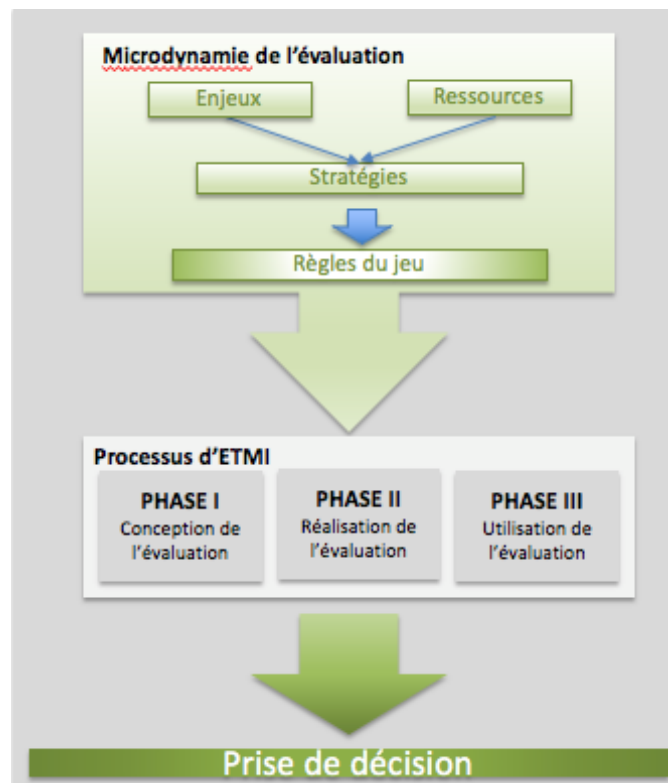 Microdynamie de l'évaluation
Enjeux
Ressources
Stratégies
Règles du jeu
Processus d'ETMI
PHASE I
Conception de
l'évaluation
PHASE II
Réalisation de
l'évaluation
PHASE III
Utilisation de
l'évaluation
Prise de décision